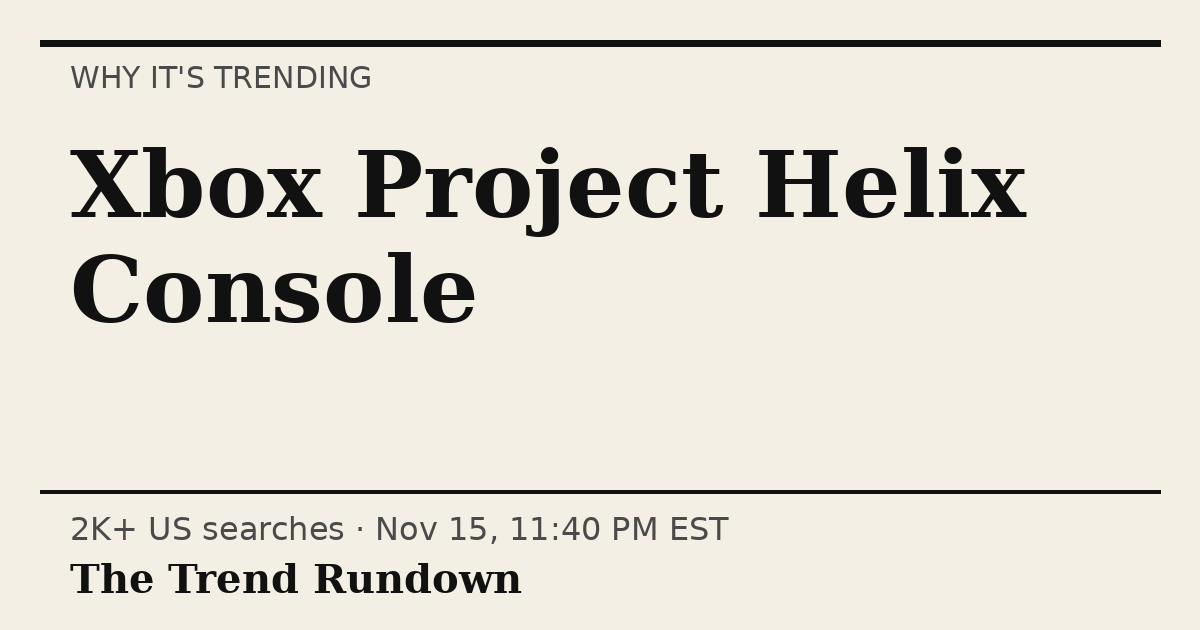 WHY IT'S TRENDING
Xbox Project Helix
Console
2K+ US searches · Nov 15, 11:40 PM EST
The Trend Rundown